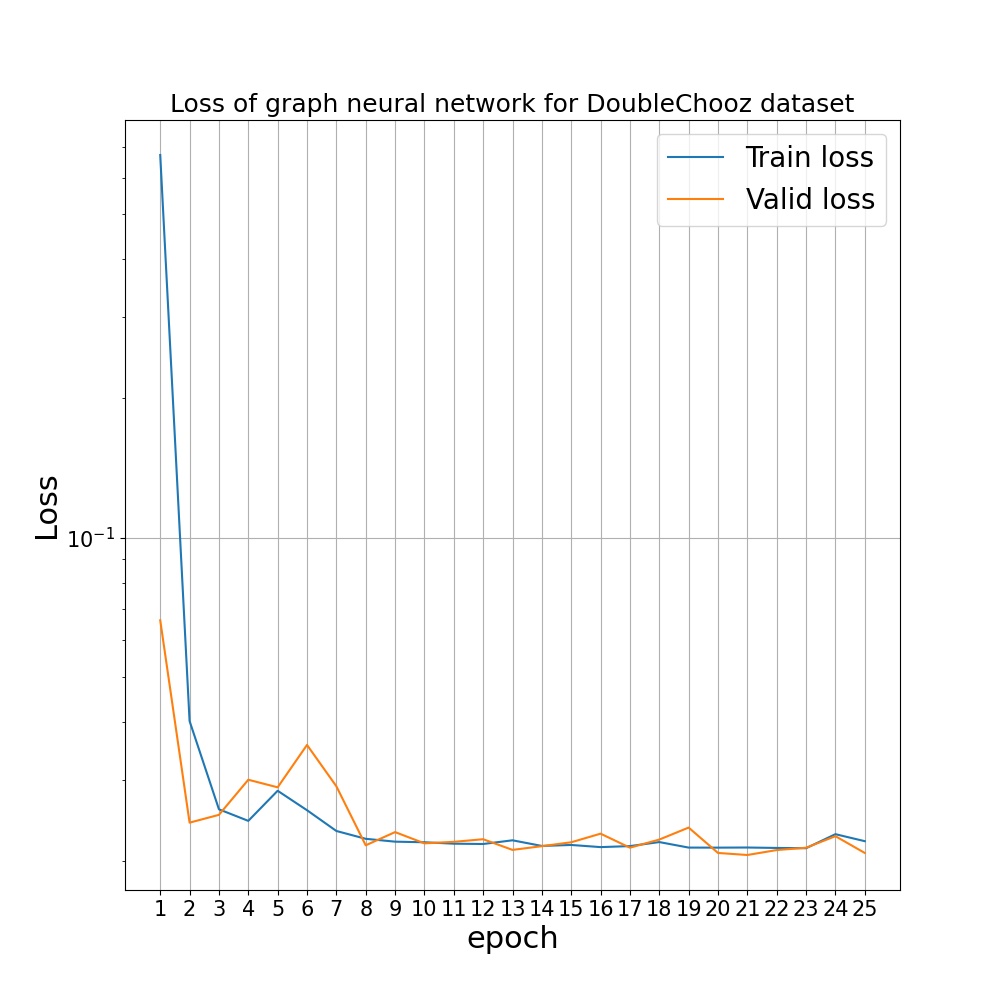 Loss of graph neural network for DoubleChooz dataset
Train loss
Valid loss
Loss
10⁻¹
1 2 3 4 5 6 7 8 9 10 11 12 13 14 15 16 17 18 19 20 21 22 23 24 25
epoch